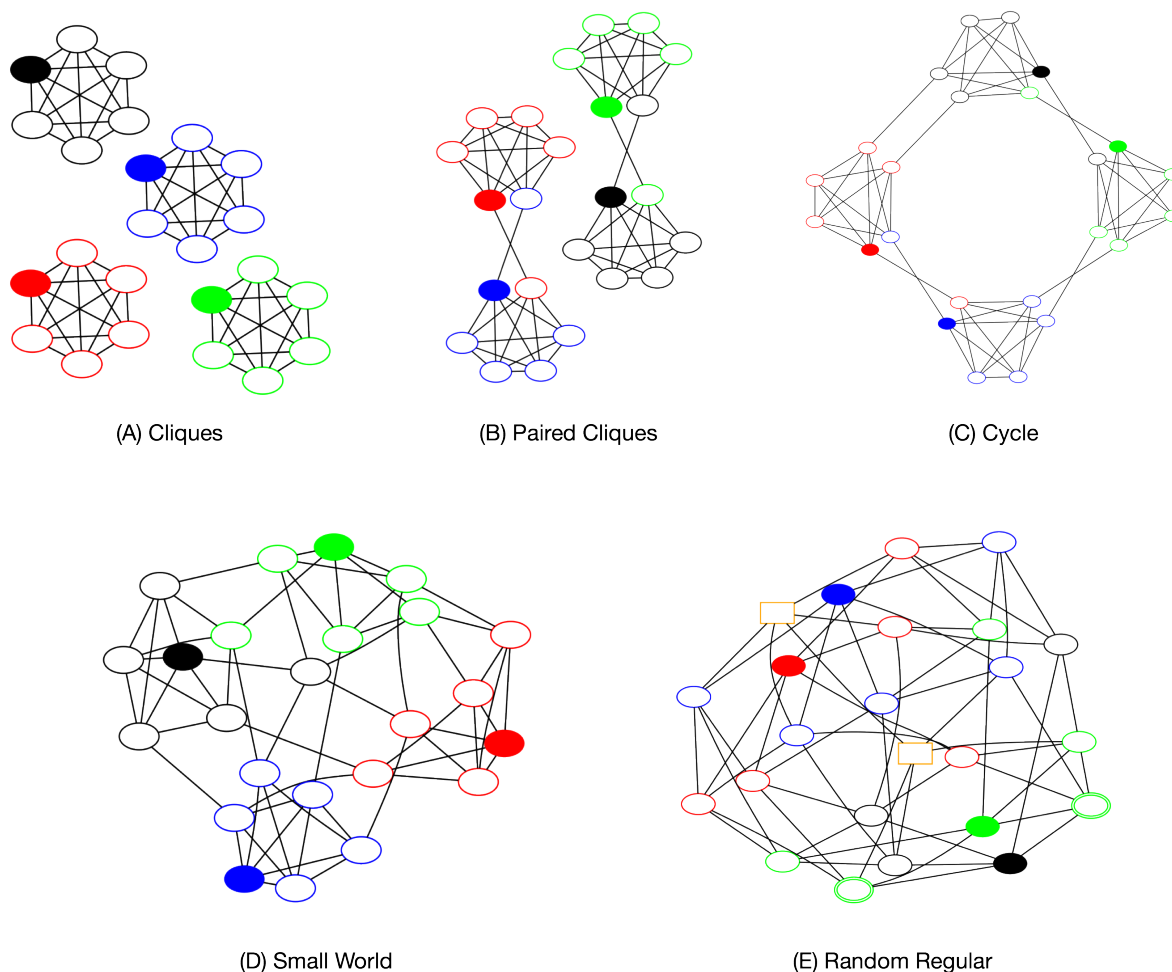 (A) Cliques
(B) Paired Cliques
(C) Cycle
(D) Small World
(E) Random Regular